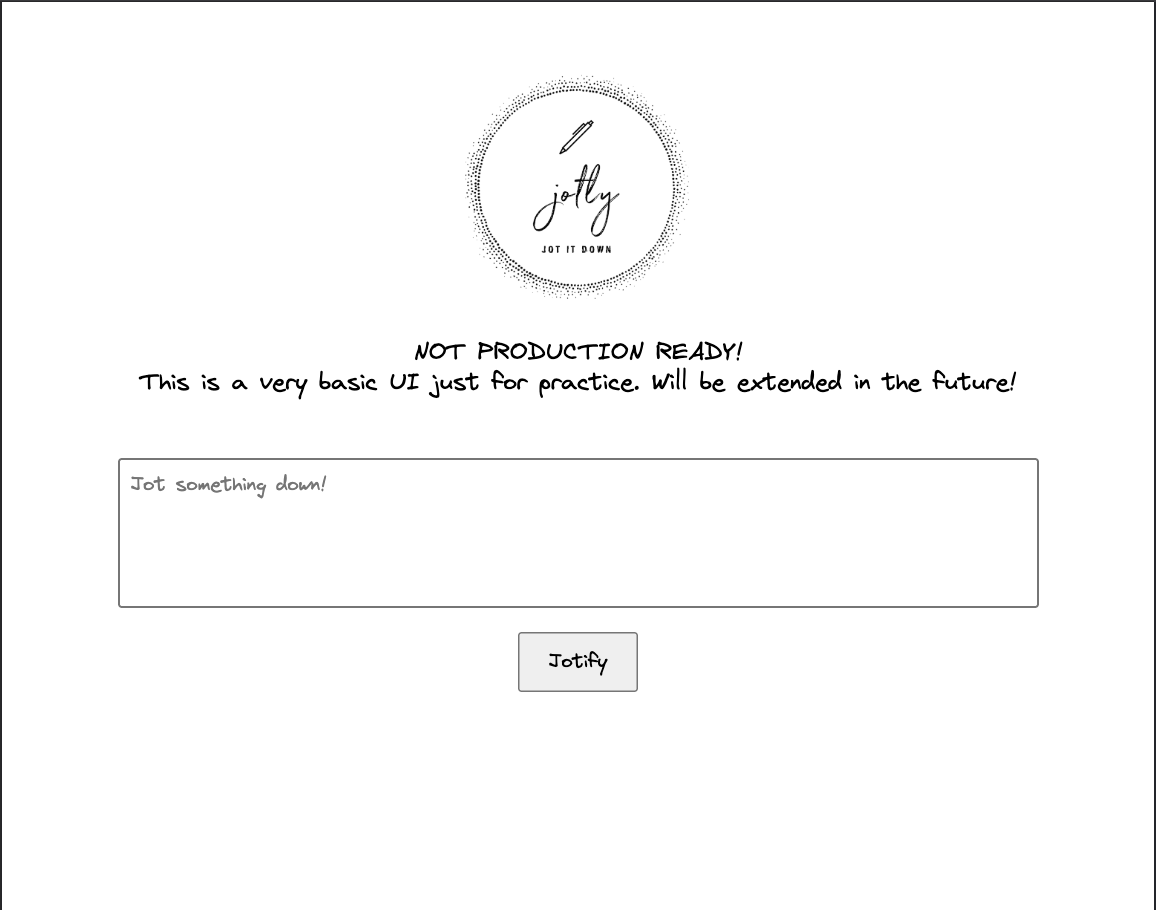 jotly
JOT IT DOWN
NOT PRODUCTION READY!
This is a very basic UI just for practice. Will be extended in the future!
Jot something down!
Jotify